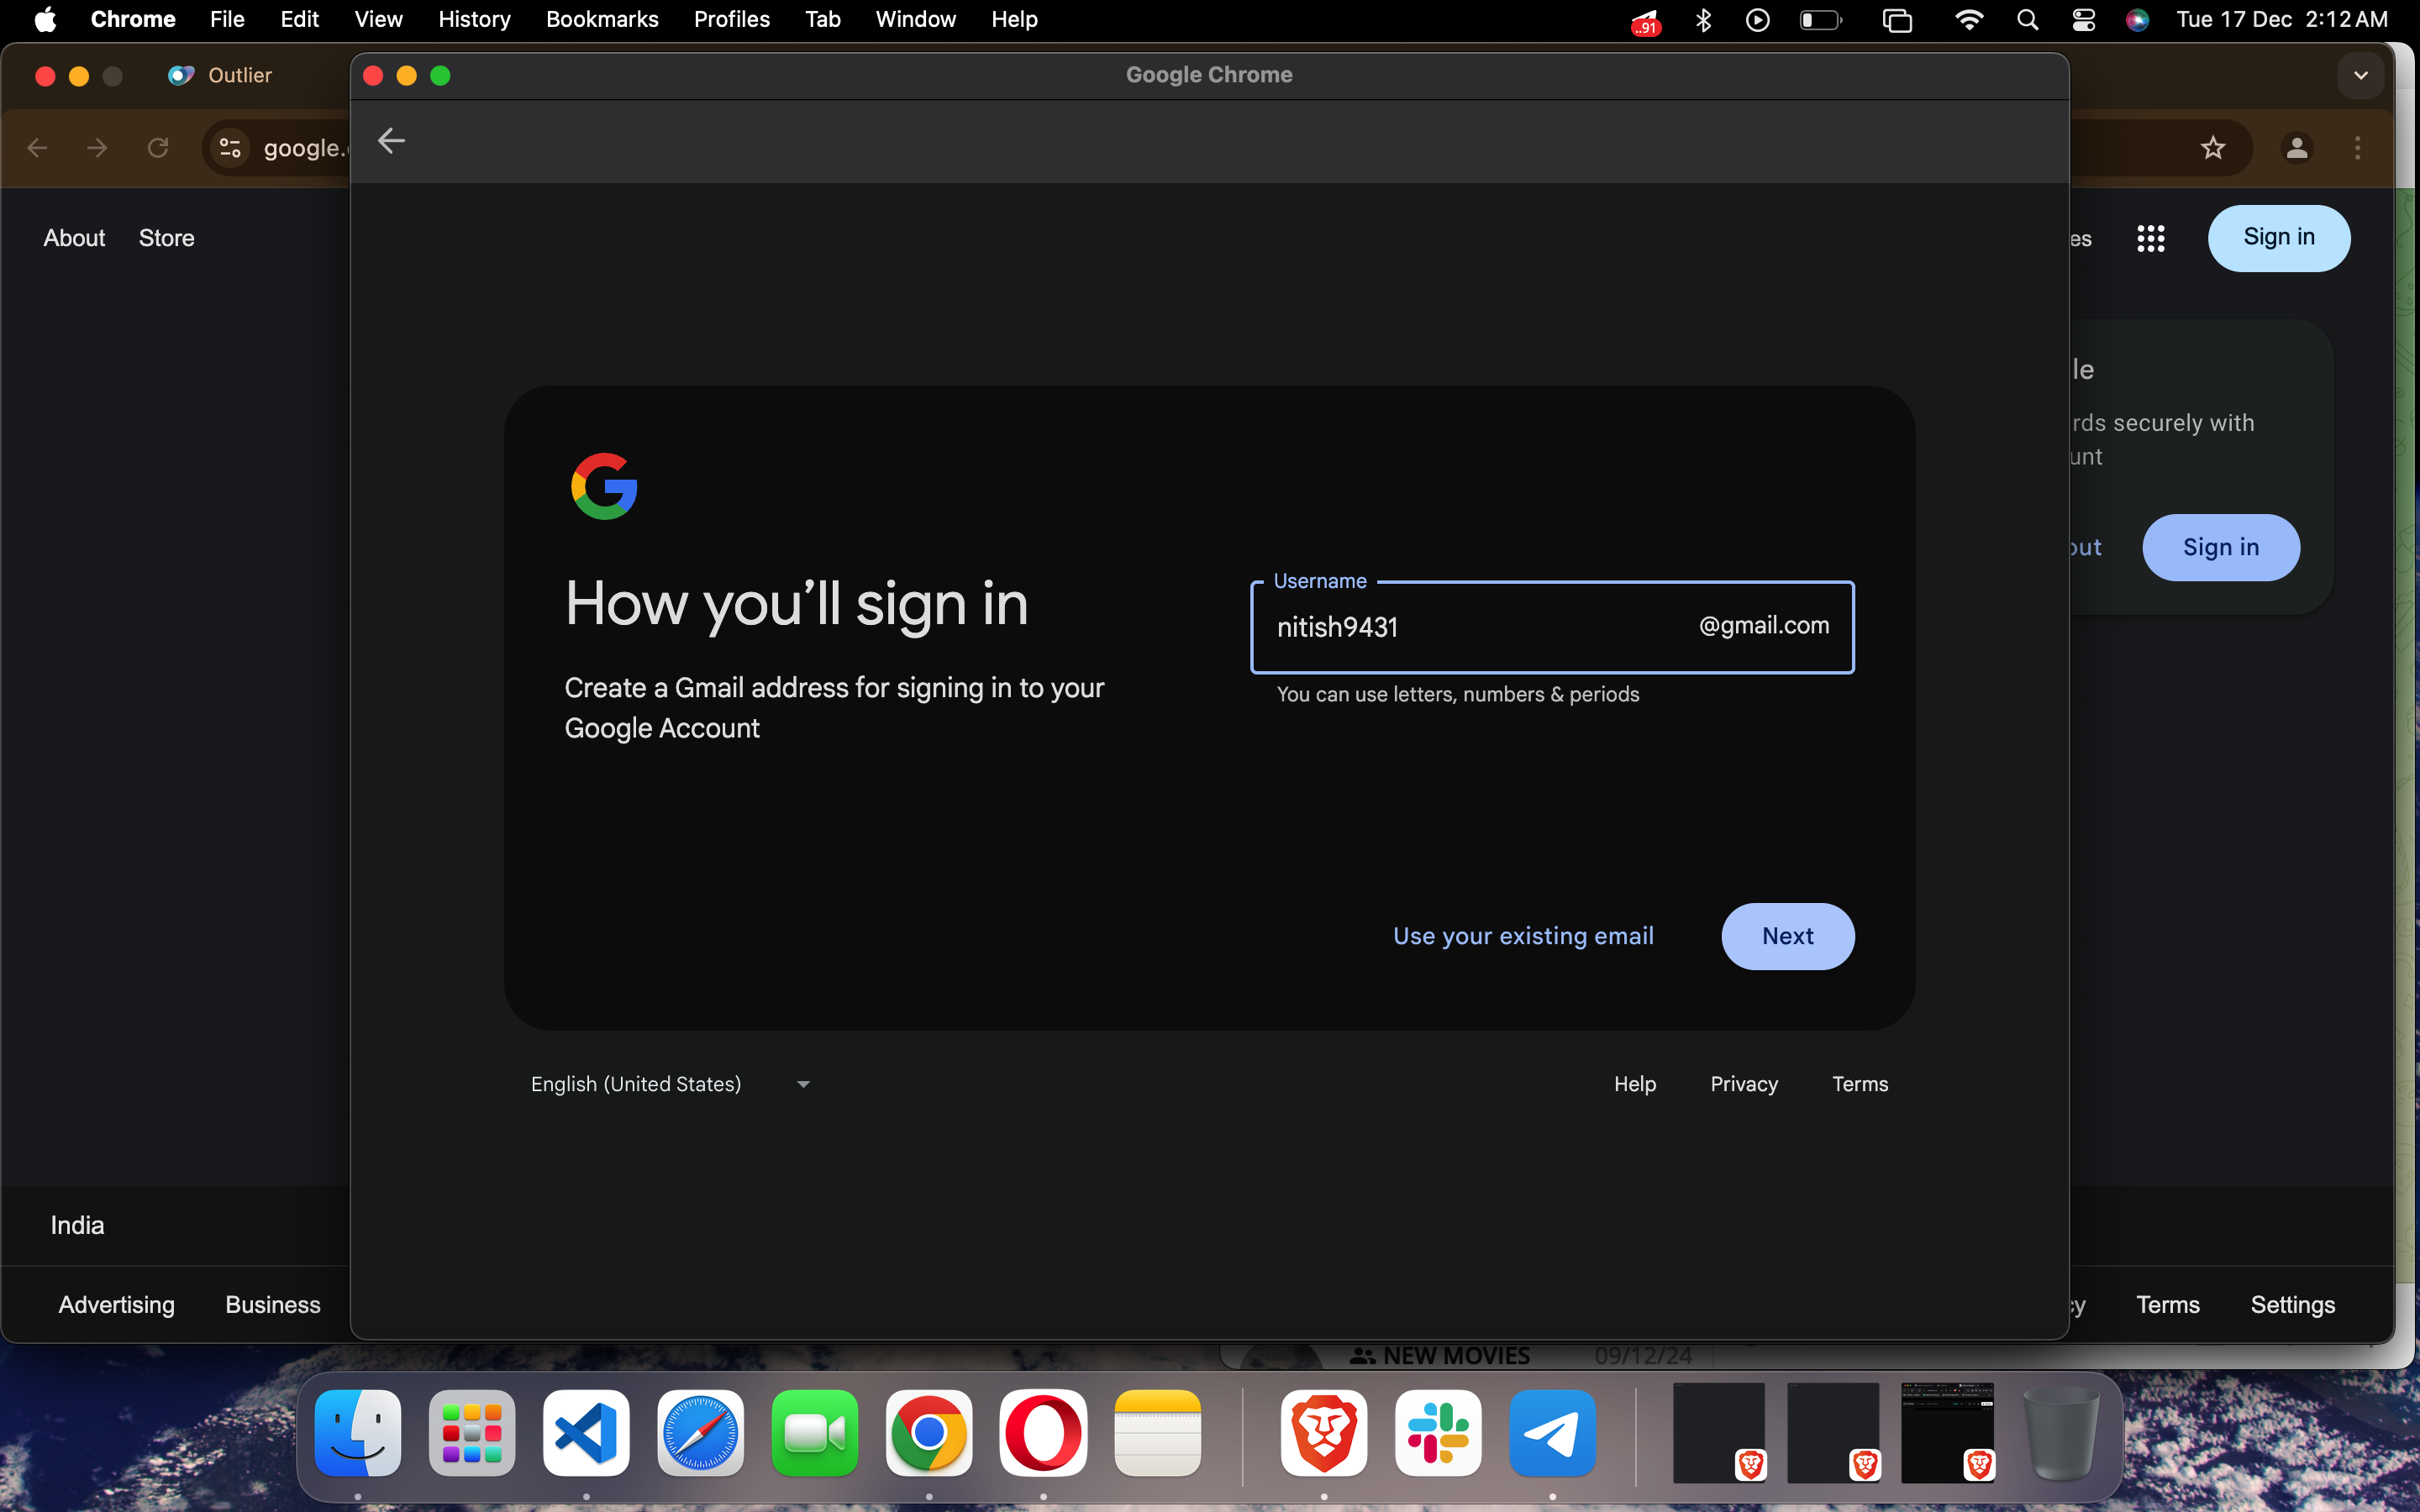 Chrome File Edit View History Bookmarks Profiles Tab Window Help ..91 Tue 17 Dec 2:12 AM
Outlier
Google Chrome
google.
About Store
es Sign in
le
rds securely with
unt
out Sign in
How you’ll sign in
Create a Gmail address for signing in to your
Google Account
Username
nitish9431 @gmail.com
You can use letters, numbers & periods
Use your existing email Next
English (United States) Help Privacy Terms
India
Advertising Business cy Terms Settings
NEW MOVIES 09/12/24